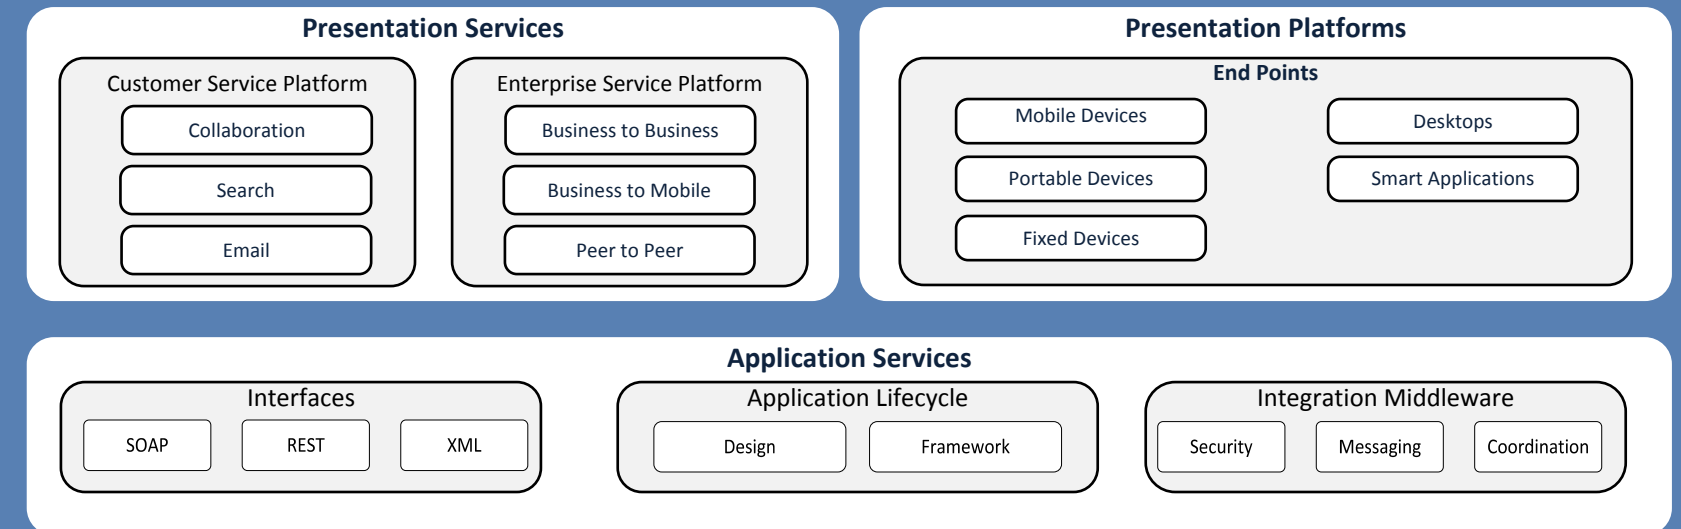 Presentation Services
Customer Service Platform
Collaboration
Search
Email
Enterprise Service Platform
Business to Business
Business to Mobile
Peer to Peer
Presentation Platforms
End Points
Mobile Devices
Portable Devices
Fixed Devices
Desktops
Smart Applications
Application Services
Interfaces
SOAP
REST
XML
Application Lifecycle
Design
Framework
Integration Middleware
Security
Messaging
Coordination